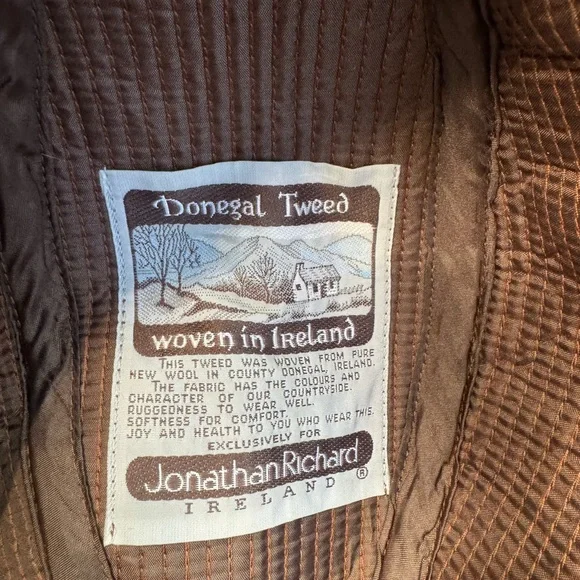 Donegal Tweed
woven in Ireland
THIS TWEED WAS WOVEN FROM PURE
NEW WOOL IN COUNTY DONEGAL, IRELAND.
THE FABRIC HAS THE COLOURS AND
CHARACTER OF OUR COUNTRYSIDE.
RUGGEDNESS TO WEAR WELL.
SOFTNESS FOR COMFORT.
JOY AND HEALTH TO YOU WHO WEAR THIS.
EXCLUSIVELY FOR
JonathanRichard ®
IRELAND